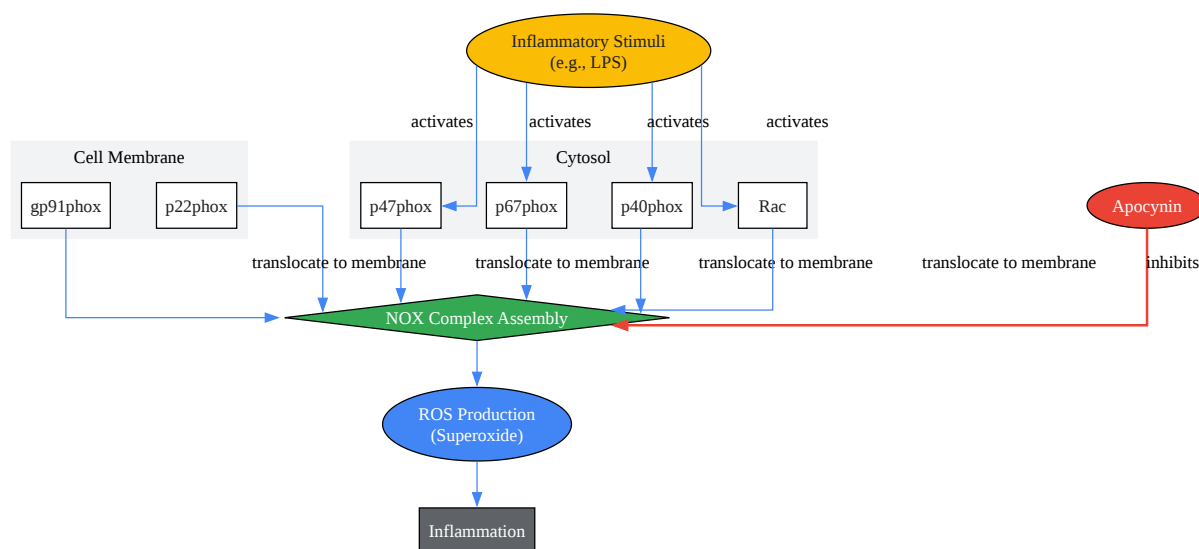 Inflammatory Stimuli
(e.g., LPS)
activates
activates
activates
activates
Cell Membrane
Cytosol
gp91phox
p22phox
p47phox
p67phox
p40phox
Rac
Apocynin
translocate to membrane
translocate to membrane
translocate to membrane
translocate to membrane
inhibits
NOX Complex Assembly
ROS Production
(Superoxide)
Inflammation